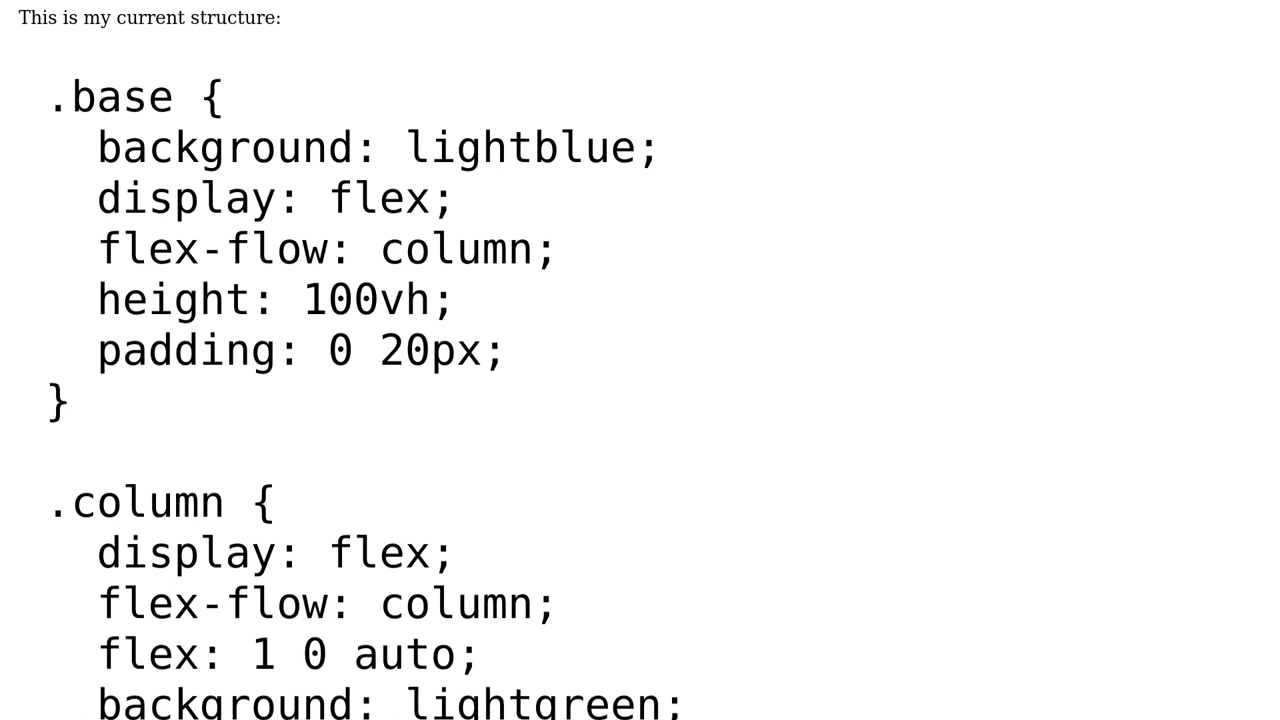 This is my current structure:
.base {
  background: lightblue;
  display: flex;
  flex-flow: column;
  height: 100vh;
  padding: 0 20px;
}

.column {
  display: flex;
  flex-flow: column;
  flex: 1 0 auto;
  background: lightgreen;